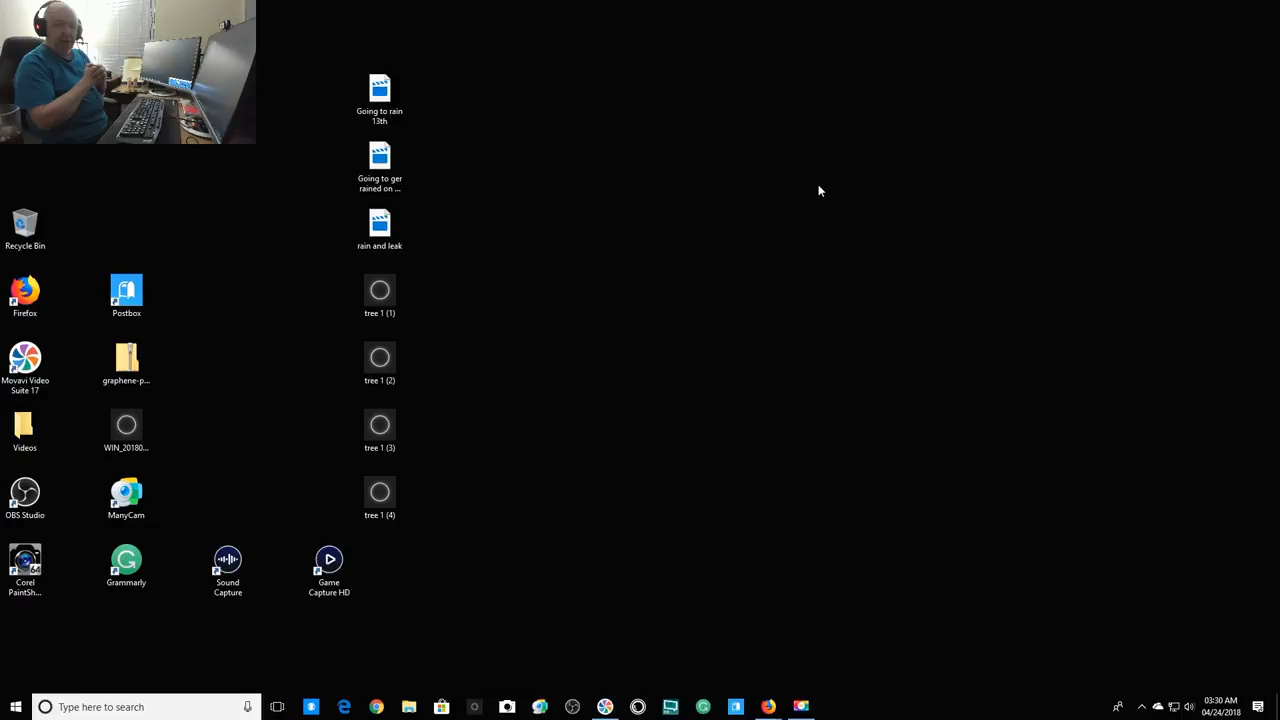 Going to rain
13th
Going to ger
rained on ...
rain and leak
Recycle Bin
Firefox
Postbox
tree 1 (1)
Movavi Video
Suite 17
graphene-p...
tree 1 (2)
Videos
WIN_20180...
tree 1 (3)
OBS Studio
ManyCam
tree 1 (4)
64
Corel
PaintSh...
Grammarly
Sound
Capture
Game
Capture HD
Type here to search
03:30 AM
04/24/2018